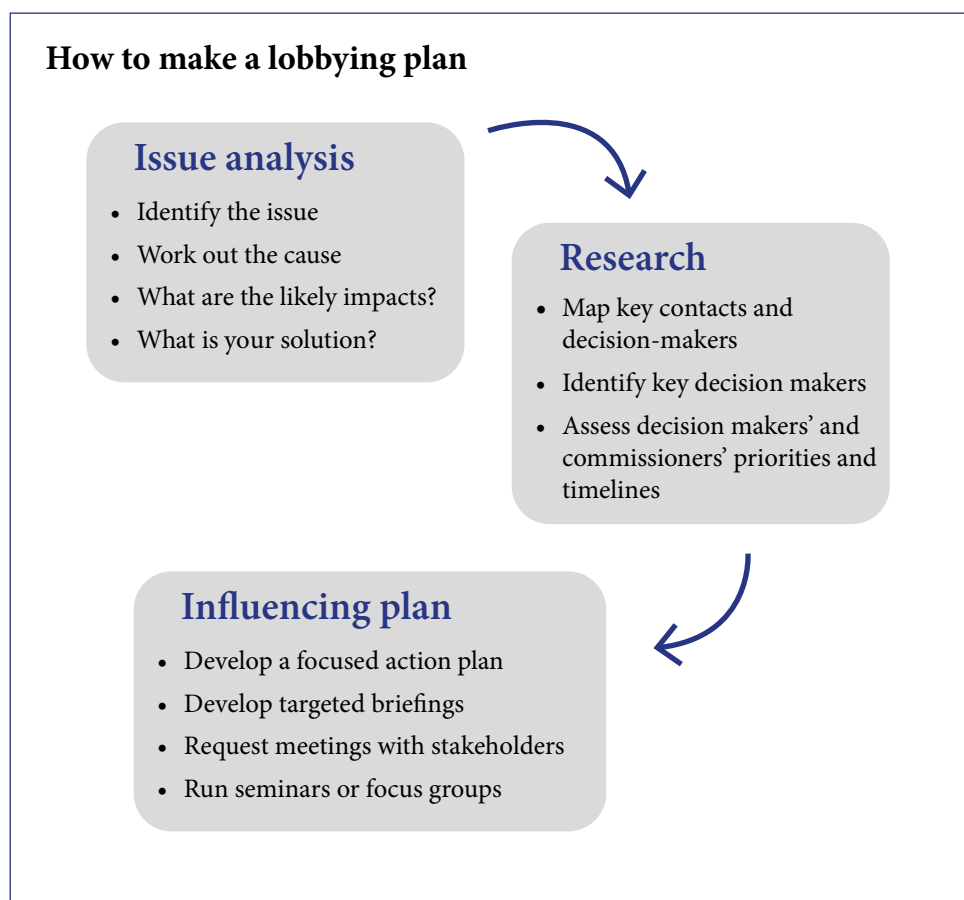 How to make a lobbying plan
Issue analysis
• Identify the issue
• Work out the cause
• What are the likely impacts?
• What is your solution?
Research
• Map key contacts and
decision-makers
• Identify key decision makers
• Assess decision makers’ and
commissioners’ priorities and
timelines
Influencing plan
• Develop a focused action plan
• Develop targeted briefings
• Request meetings with stakeholders
• Run seminars or focus groups